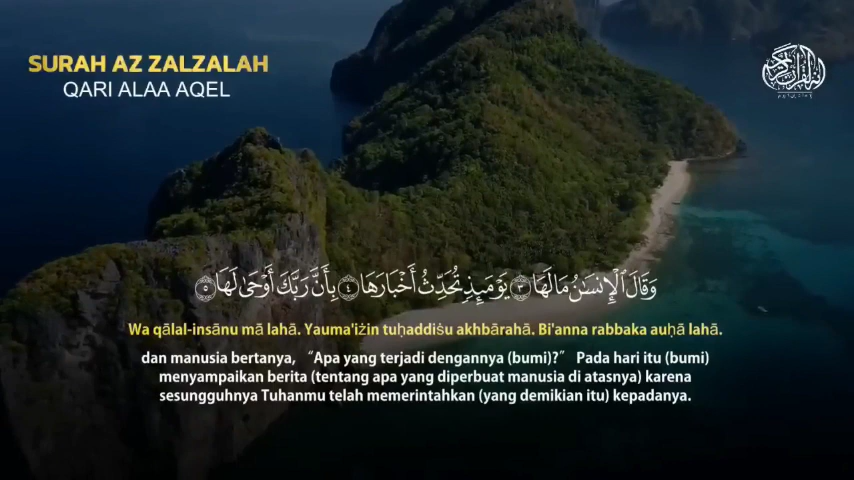 SURAH AZ ZALZALAH
QARI ALAA AQEL
وَقَالَ ٱلْإِنسَـٰنُ مَا لَهَا ۝٣ يَوْمَئِذٍ تُحَدِّثُ أَخْبَارَهَا ۝٤ بِأَنَّ رَبَّكَ أَوْحَىٰ لَهَا ۝٥
Wa qālal-insānu mā lahā. Yauma'iżin tuḥaddiṡu akhbārahā. Bi'anna rabbaka auḥā lahā.
dan manusia bertanya, “Apa yang terjadi dengannya (bumi)?” Pada hari itu (bumi)
menyampaikan berita (tentang apa yang diperbuat manusia di atasnya) karena
sesungguhnya Tuhanmu telah memerintahkan (yang demikian itu) kepadanya.